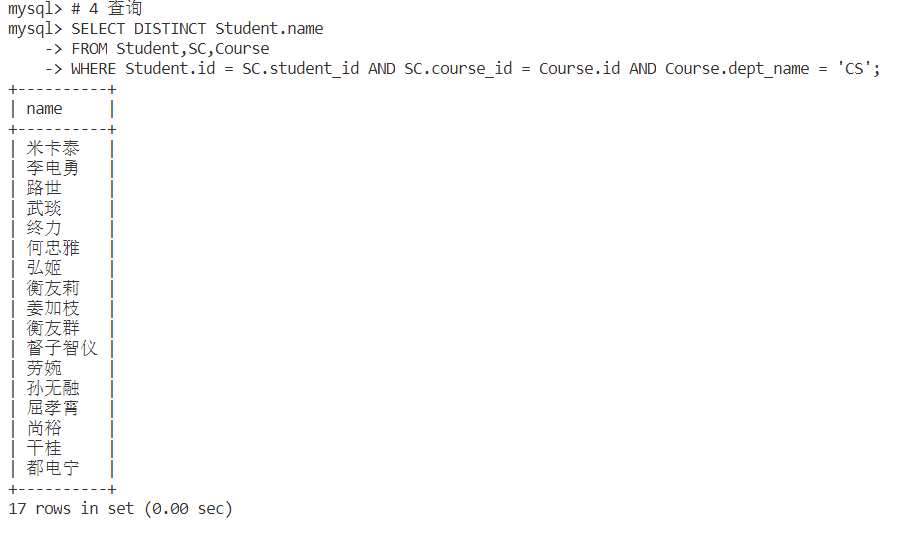 mysql> # 4 查询
mysql> SELECT DISTINCT Student.name
    -> FROM Student,SC,Course
    -> WHERE Student.id = SC.student_id AND SC.course_id = Course.id AND Course.dept_name = 'CS';
+----------+
| name     |
+----------+
| 米卡泰   |
| 李电勇   |
| 路世     |
| 武琰     |
| 终力     |
| 何忠雅   |
| 弘姬     |
| 衡友莉   |
| 姜加枝   |
| 衡友群   |
| 督子智仪 |
| 劳婉     |
| 孙无融   |
| 屈孝霄   |
| 尚裕     |
| 干桂     |
| 都电宁   |
+----------+
17 rows in set (0.00 sec)